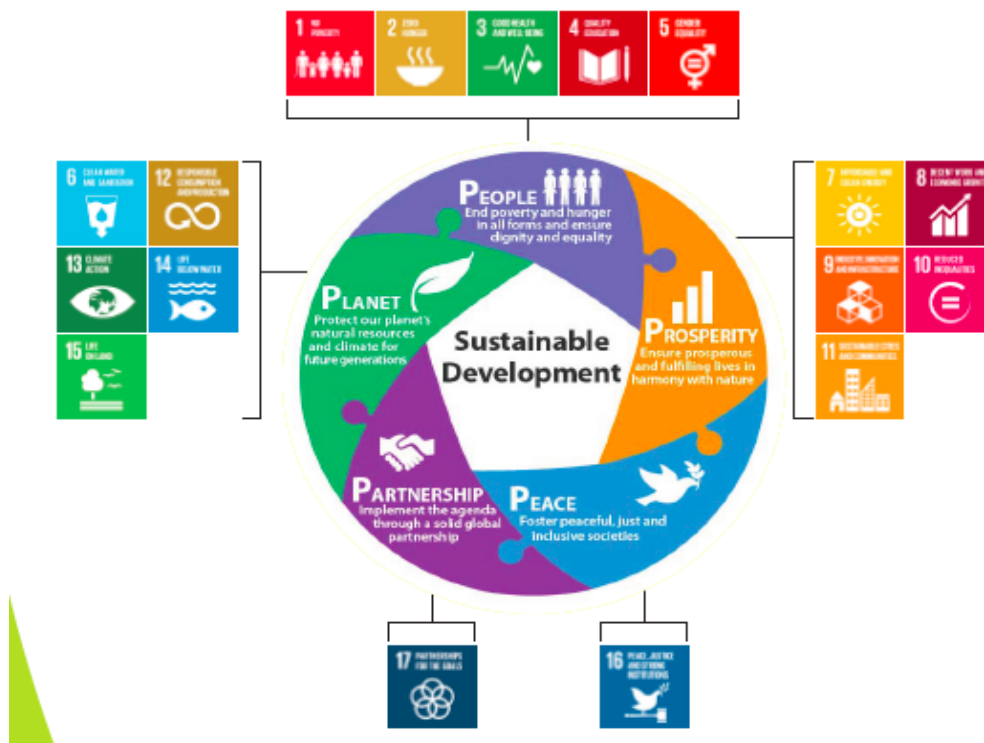 1 NO
POVERTY
2 ZERO
HUNGER
3 GOOD HEALTH
AND WELL-BEING
4 QUALITY
EDUCATION
5 GENDER
EQUALITY
6 CLEAN WATER
AND SANITATION
12 RESPONSIBLE
CONSUMPTION
AND PRODUCTION
13 CLIMATE
ACTION
14 LIFE
BELOW WATER
15 LIFE
ON LAND
7 AFFORDABLE AND
CLEAN ENERGY
8 DECENT WORK AND
ECONOMIC GROWTH
9 INDUSTRY, INNOVATION
AND INFRASTRUCTURE
10 REDUCED
INEQUALITIES
11 SUSTAINABLE CITIES
AND COMMUNITIES
PEOPLE
End poverty and hunger
in all forms and ensure
dignity and equality
PLANET
Protect our planet's
natural resources
and climate for
future generations
Sustainable
Development
PROSPERITY
Ensure prosperous
and fulfilling lives in
harmony with nature
PARTNERSHIP
Implement the agenda
through a solid global
partnership
PEACE
Foster peaceful, just and
inclusive societies
17 PARTNERSHIPS
FOR THE GOALS
16 PEACE, JUSTICE
AND STRONG
INSTITUTIONS